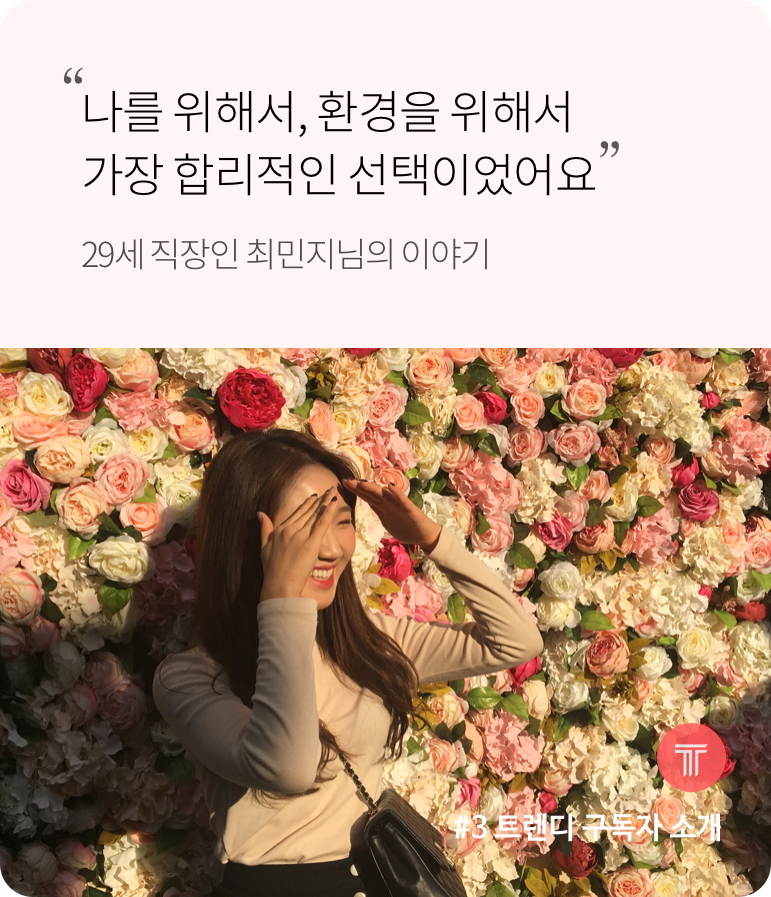 “나를 위해서, 환경을 위해서
가장 합리적인 선택이었어요”
29세 직장인 최민지님의 이야기
#3 트렌디 구독자 소개